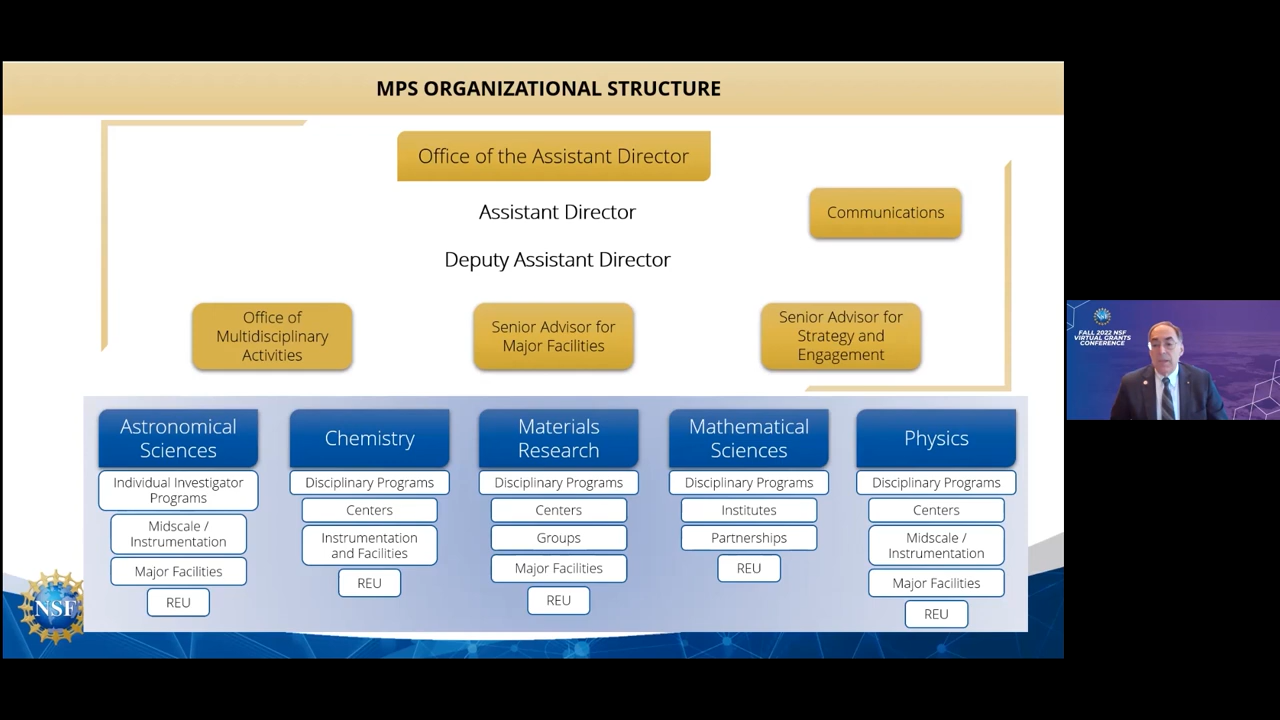 MPS ORGANIZATIONAL STRUCTURE
Office of the Assistant Director
Assistant Director
Communications
Deputy Assistant Director
Office of
Multidisciplinary
Activities
Senior Advisor for
Major Facilities
Senior Advisor for
Strategy and
Engagement
Astronomical
Sciences
Individual Investigator
Programs
Midscale /
Instrumentation
Major Facilities
REU
Chemistry
Disciplinary Programs
Centers
Instrumentation
and Facilities
REU
Materials
Research
Disciplinary Programs
Centers
Groups
Major Facilities
REU
Mathematical
Sciences
Disciplinary Programs
Institutes
Partnerships
REU
Physics
Disciplinary Programs
Centers
Midscale /
Instrumentation
Major Facilities
REU
NSF
FALL 2022 NSF
VIRTUAL GRANTS
CONFERENCE